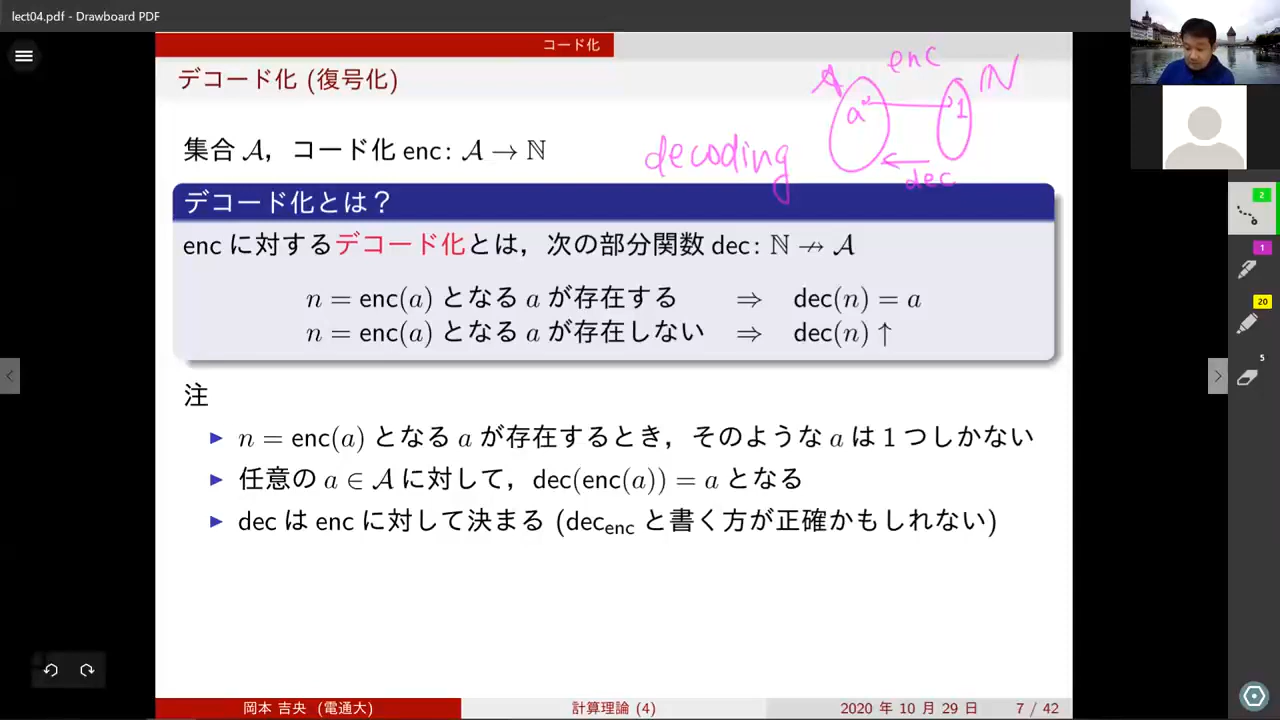 lect04.pdf - Drawboard PDF
コード化
デコード化 (復号化)
enc
A
N
a
1
dec
decoding
集合 𝒜，コード化 enc: 𝒜 → ℕ
デコード化とは？
enc に対するデコード化とは，次の部分関数 dec: ℕ ⇸ 𝒜
n = enc(a) となる a が存在する ⇒ dec(n) = a
n = enc(a) となる a が存在しない ⇒ dec(n) ↑
注
▶ n = enc(a) となる a が存在するとき，そのような a は 1 つしかない
▶ 任意の a ∈ 𝒜 に対して，dec(enc(a)) = a となる
▶ dec は enc に対して決まる (dec_enc と書く方が正確かもしれない)
岡本 吉央 (電通大) 計算理論 (4) 2020 年 10 月 29 日 7 / 42
2
1
20
5